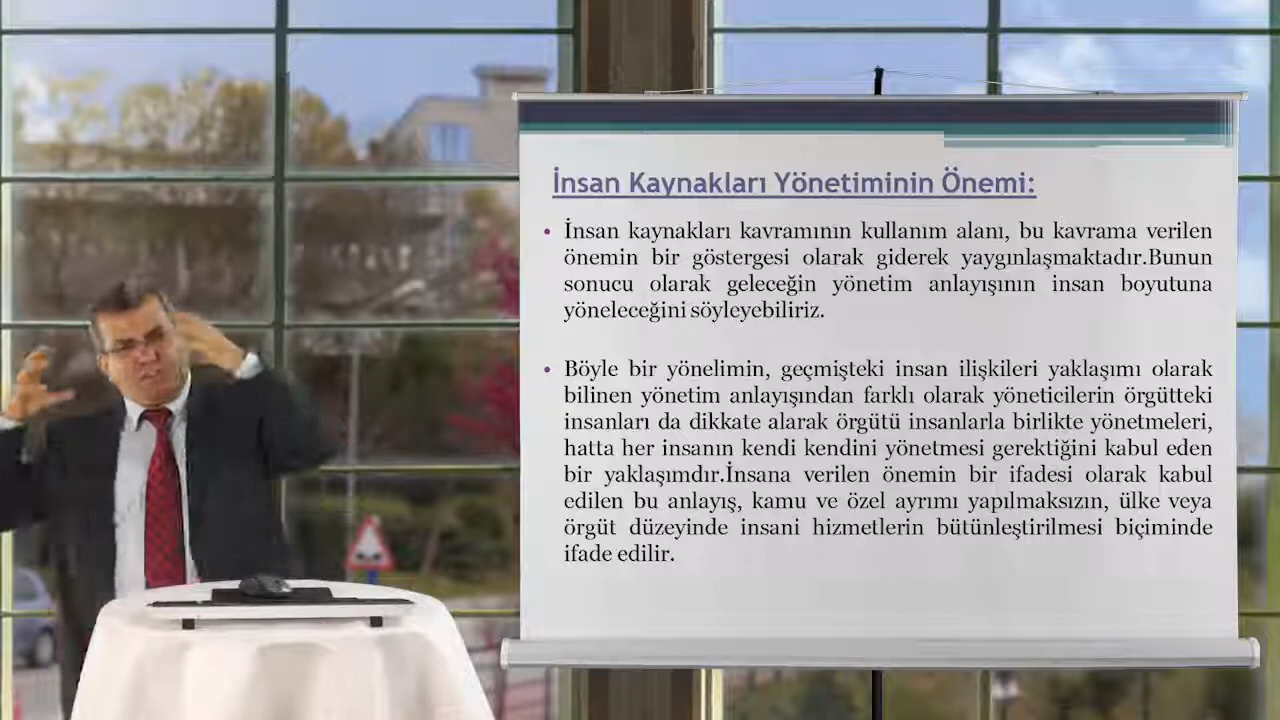 İnsan Kaynakları Yönetiminin Önemi:
• İnsan kaynakları kavramının kullanım alanı, bu kavrama verilen
önemin bir göstergesi olarak giderek yaygınlaşmaktadır.Bunun
sonucu olarak geleceğin yönetim anlayışının insan boyutuna
yöneleceğini söyleyebiliriz.
• Böyle bir yönelimin, geçmişteki insan ilişkileri yaklaşımı olarak
bilinen yönetim anlayışından farklı olarak yöneticilerin örgütteki
insanları da dikkate alarak örgütü insanlarla birlikte yönetmeleri,
hatta her insanın kendi kendini yönetmesi gerektiğini kabul eden
bir yaklaşımdır.İnsana verilen önemin bir ifadesi olarak kabul
edilen bu anlayış, kamu ve özel ayrımı yapılmaksızın, ülke veya
örgüt düzeyinde insani hizmetlerin bütünleştirilmesi biçiminde
ifade edilir.